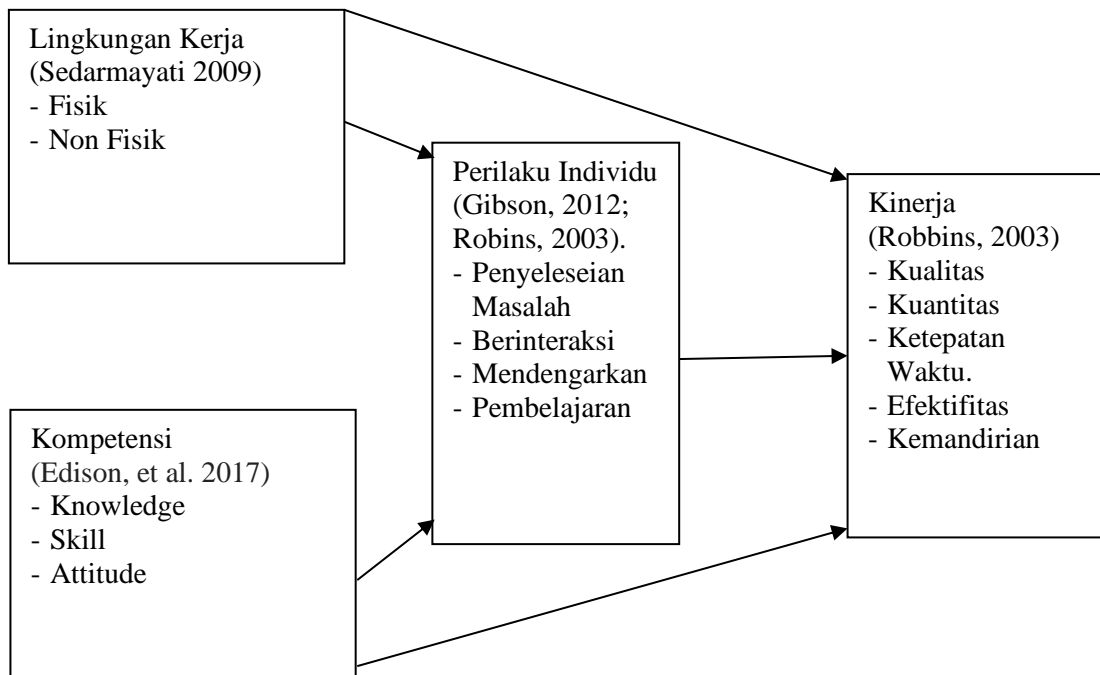 Lingkungan Kerja
(Sedarmayati 2009)
- Fisik
- Non Fisik
Perilaku Individu
(Gibson, 2012;
Robins, 2003).
- Penyeleseian
Masalah
- Berinteraksi
- Mendengarkan
- Pembelajaran
Kinerja
(Robbins, 2003)
- Kualitas
- Kuantitas
- Ketepatan
Waktu.
- Efektifitas
- Kemandirian
Kompetensi
(Edison, et al. 2017)
- Knowledge
- Skill
- Attitude